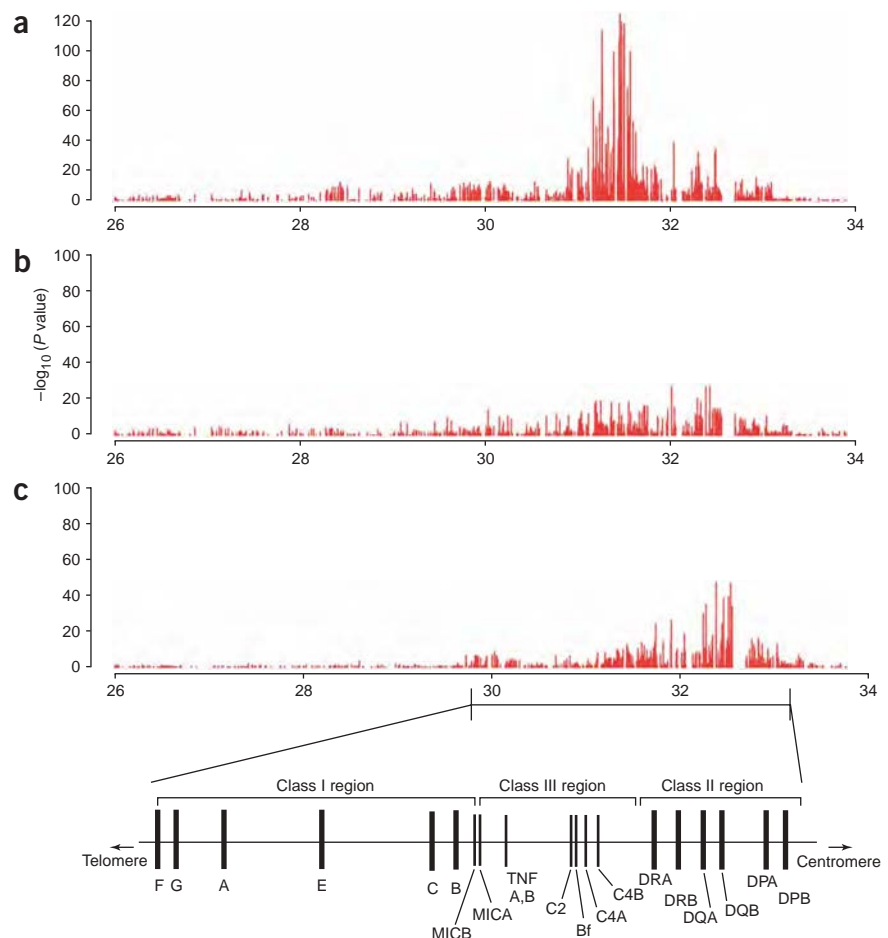 a
120
100
80
60
40
20
0
26 28 30 32 34
b
–log10 (P value)
100
80
60
40
20
0
26 28 30 32 34
c
100
80
60
40
20
0
26 28 30 32 34
Class I region Class III region Class II region
Telomere Centromere
F G A E C B MICB MICA TNF A,B C2 Bf C4A C4B DRA DRB DQA DQB DPA DPB